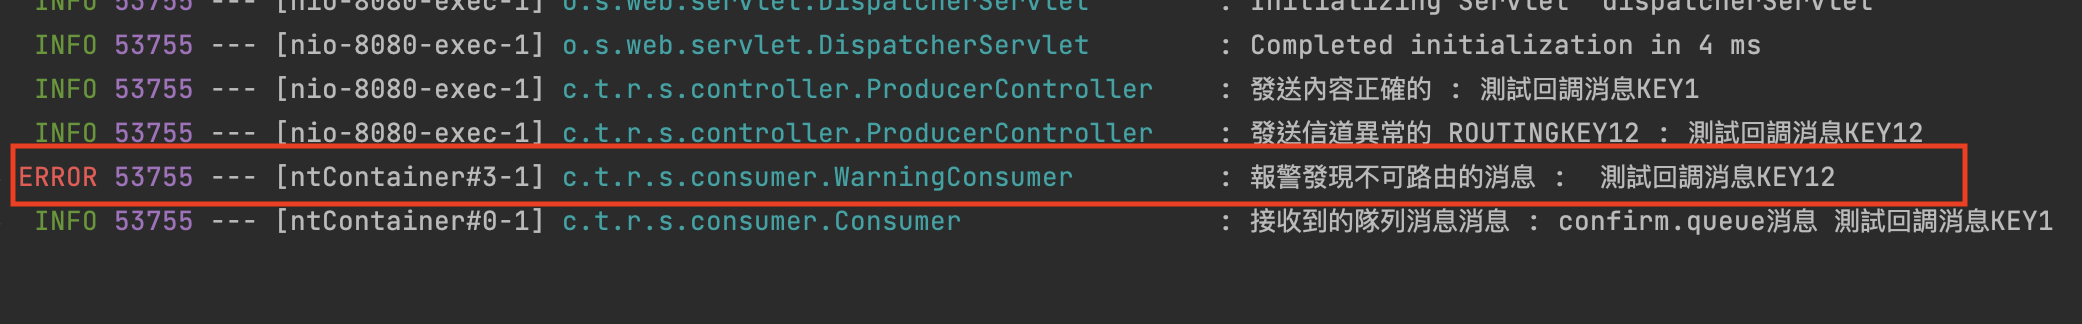 INFO 53755 --- [nio-8080-exec-1] o.s.web.servlet.DispatcherServlet : Initializing Servlet 'dispatcherServlet'
INFO 53755 --- [nio-8080-exec-1] o.s.web.servlet.DispatcherServlet : Completed initialization in 4 ms
INFO 53755 --- [nio-8080-exec-1] c.t.r.s.controller.ProducerController : 發送內容正確的 : 測試回調消息KEY1
INFO 53755 --- [nio-8080-exec-1] c.t.r.s.controller.ProducerController : 發送信道異常的 ROUTINGKEY12 : 測試回調消息KEY12
ERROR 53755 --- [ntContainer#3-1] c.t.r.s.consumer.WarningConsumer : 報警發現不可路由的消息 : 測試回調消息KEY12
INFO 53755 --- [ntContainer#0-1] c.t.r.s.consumer.Consumer : 接收到的隊列消息消息 : confirm.queue消息 測試回調消息KEY1